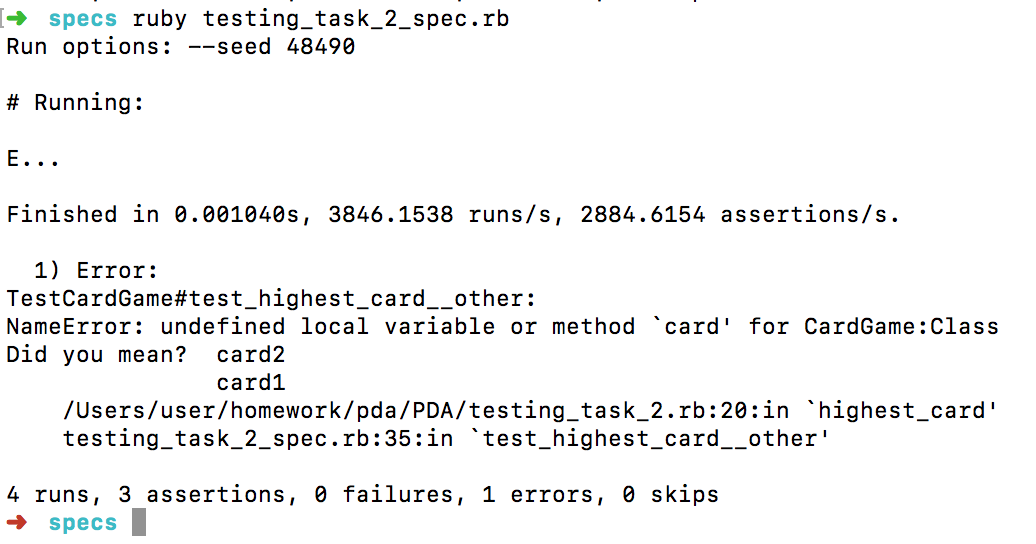 [➜ specs ruby testing_task_2_spec.rb
Run options: --seed 48490
# Running:
E...
Finished in 0.001040s, 3846.1538 runs/s, 2884.6154 assertions/s.
1) Error:
TestCardGame#test_highest_card__other:
NameError: undefined local variable or method `card' for CardGame:Class
Did you mean?  card2
card1
/Users/user/homework/pda/PDA/testing_task_2.rb:20:in `highest_card'
testing_task_2_spec.rb:35:in `test_highest_card__other'
4 runs, 3 assertions, 0 failures, 1 errors, 0 skips
➜ specs